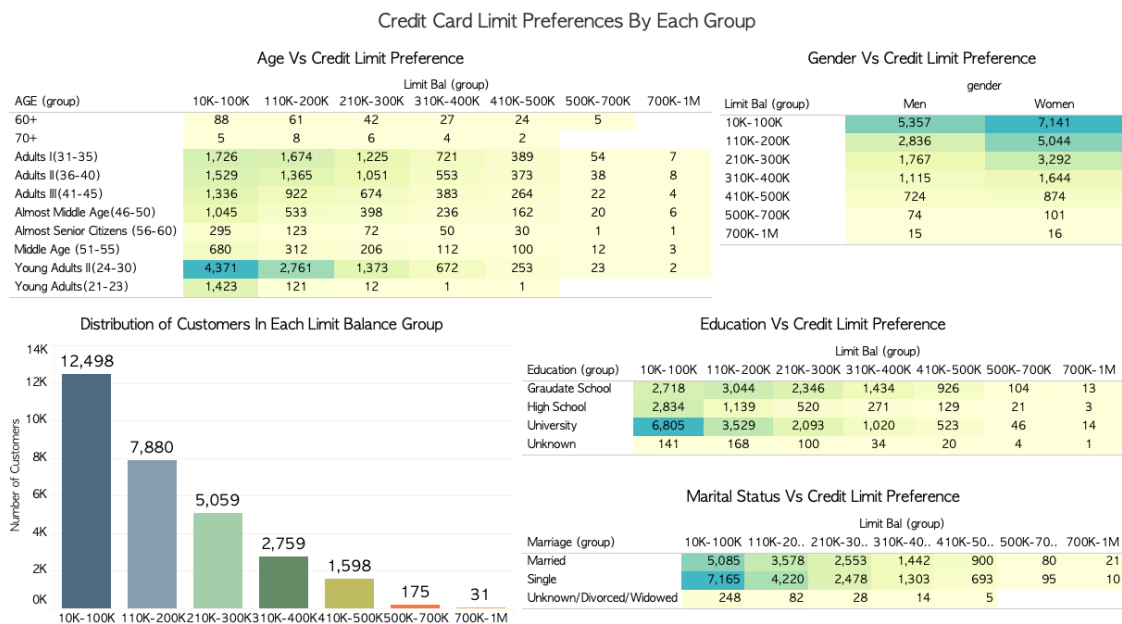 Credit Card Limit Preferences By Each Group
Age Vs Credit Limit Preference
Limit Bal (group)
AGE (group) 10K-100K 110K-200K 210K-300K 310K-400K 410K-500K 500K-700K 700K-1M
60+ 88 61 42 27 24 5
70+ 5 8 6 4 2
Adults I(31-35) 1,726 1,674 1,225 721 389 54 7
Adults II(36-40) 1,529 1,365 1,051 553 373 38 8
Adults III(41-45) 1,336 922 674 383 264 22 4
Almost Middle Age(46-50) 1,045 533 398 236 162 20 6
Almost Senior Citizens (56-60) 295 123 72 50 30 1 1
Middle Age (51-55) 680 312 206 112 100 12 3
Young Adults II(24-30) 4,371 2,761 1,373 672 253 23 2
Young Adults(21-23) 1,423 121 12 1 1
Gender Vs Credit Limit Preference
gender
Limit Bal (group) Men Women
10K-100K 5,357 7,141
110K-200K 2,836 5,044
210K-300K 1,767 3,292
310K-400K 1,115 1,644
410K-500K 724 874
500K-700K 74 101
700K-1M 15 16
Distribution of Customers In Each Limit Balance Group
Number of Customers
14K
12K
10K
8K
6K
4K
2K
0K
12,498
7,880
5,059
2,759
1,598
175
31
10K-100K 110K-200K 210K-300K 310K-400K 410K-500K 500K-700K 700K-1M
Education Vs Credit Limit Preference
Limit Bal (group)
Education (group) 10K-100K 110K-200K 210K-300K 310K-400K 410K-500K 500K-700K 700K-1M
Graudate School 2,718 3,044 2,346 1,434 926 104 13
High School 2,834 1,139 520 271 129 21 3
University 6,805 3,529 2,093 1,020 523 46 14
Unknown 141 168 100 34 20 4 1
Marital Status Vs Credit Limit Preference
Limit Bal (group)
Marriage (group) 10K-100K 110K-20.. 210K-30.. 310K-40.. 410K-50.. 500K-70.. 700K-1M
Married 5,085 3,578 2,553 1,442 900 80 21
Single 7,165 4,220 2,478 1,303 693 95 10
Unknown/Divorced/Widowed 248 82 28 14 5